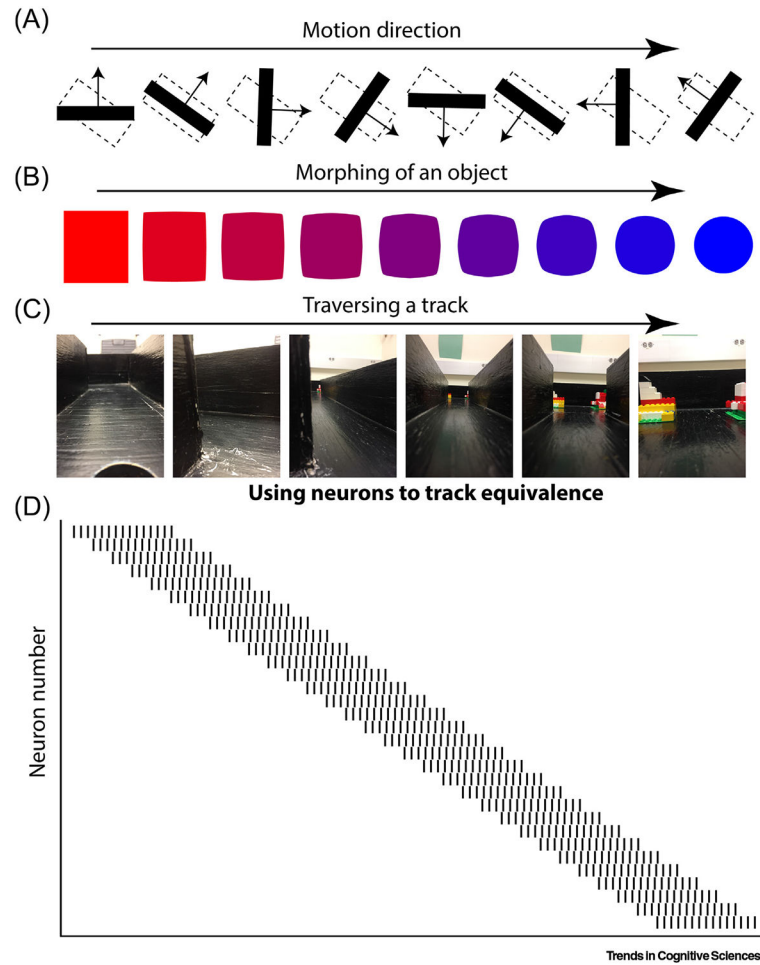 (A)
Motion direction
(B)
Morphing of an object
(C)
Traversing a track
Using neurons to track equivalence
(D)
Neuron number
Trends in Cognitive Sciences